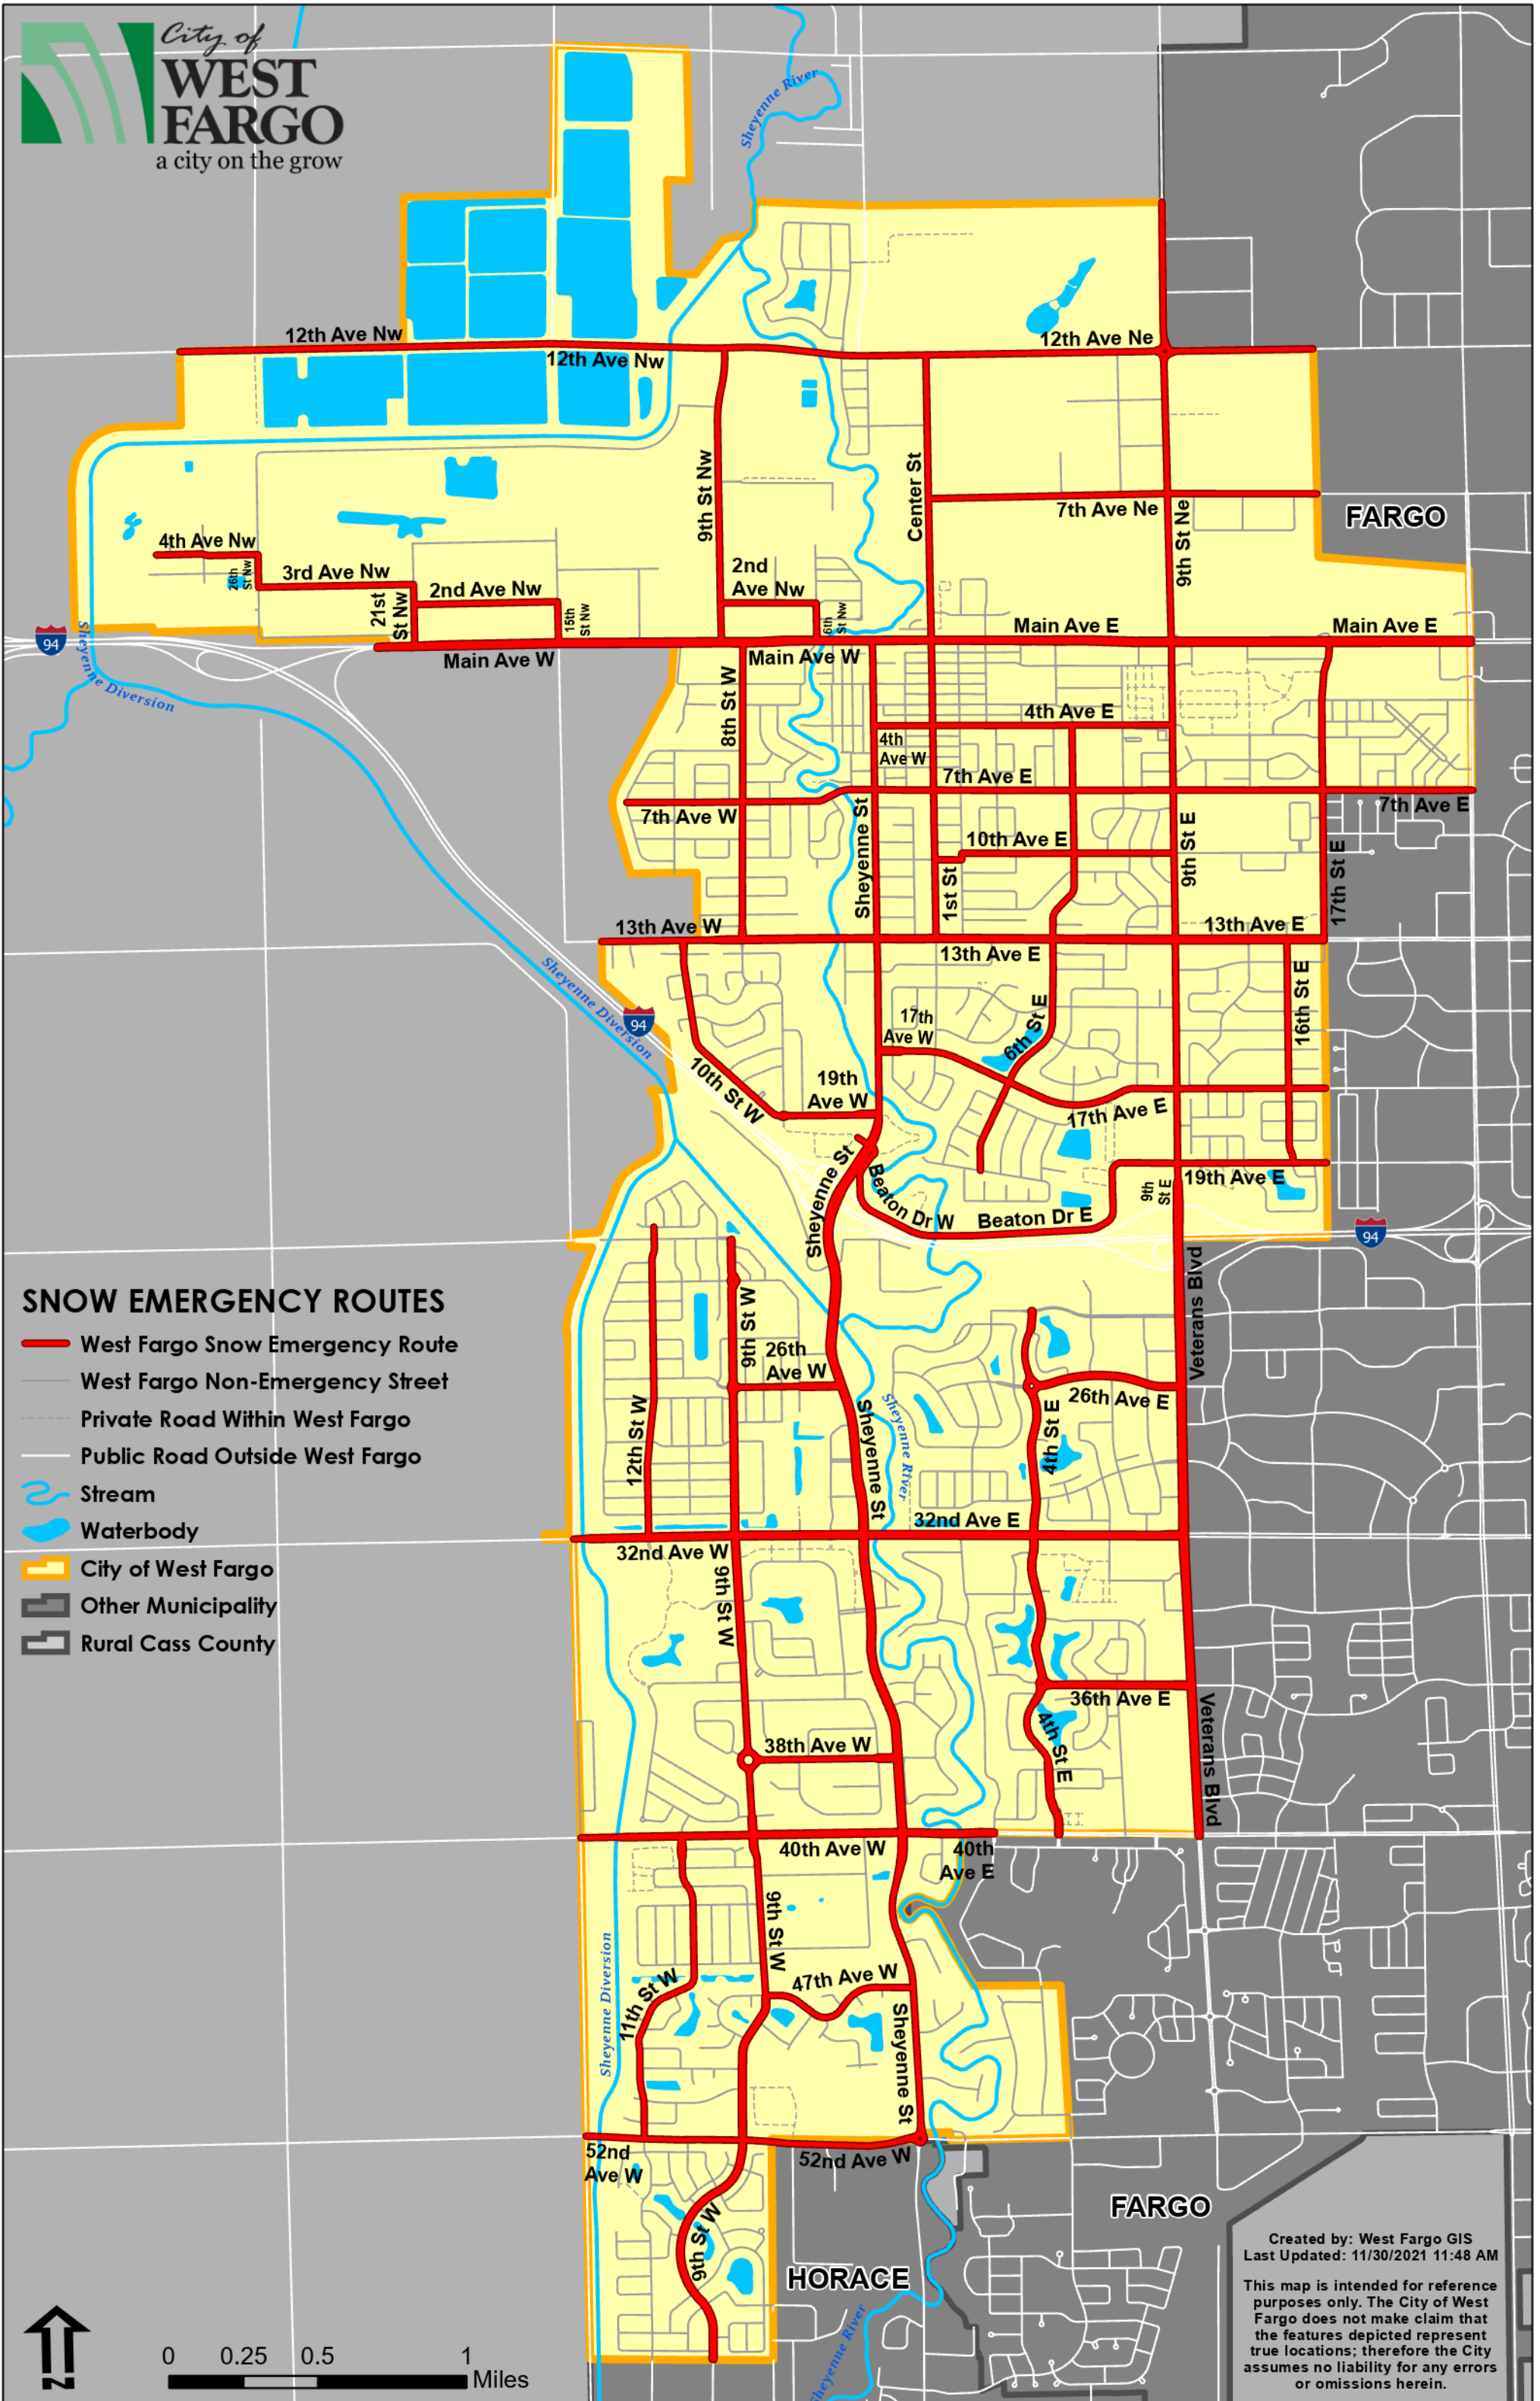 City of
WEST
FARGO
a city on the grow
Sheyenne River
12th Ave Nw
12th Ave Nw
12th Ave Ne
9th St Nw
Center St
7th Ave Ne
9th St Ne
FARGO
4th Ave Nw
26th
St Nw
3rd Ave Nw
21st
St Nw
2nd Ave Nw
15th
St Nw
2nd
Ave Nw
6th
St Nw
Main Ave E
Main Ave E
94
Sheyenne Diversion
Main Ave W
Main Ave W
8th St W
4th Ave E
4th
Ave W
7th Ave E
7th Ave E
7th Ave W
Sheyenne St
10th Ave E
1st St
9th St E
17th St E
13th Ave W
13th Ave E
13th Ave E
Sheyenne Diversion
94
17th
Ave W
6th St E
16th St E
10th St W
19th
Ave W
17th Ave E
Sheyenne St
Beaton Dr W
Beaton Dr E
9th
St E
19th Ave E
94
Veterans Blvd
SNOW EMERGENCY ROUTES
West Fargo Snow Emergency Route
West Fargo Non-Emergency Street
Private Road Within West Fargo
Public Road Outside West Fargo
Stream
Waterbody
City of West Fargo
Other Municipality
Rural Cass County
9th St W
26th
Ave W
12th St W
Sheyenne St
Sheyenne River
4th St E
26th Ave E
32nd Ave E
32nd Ave W
9th St W
36th Ave E
4th St E
Veterans Blvd
38th Ave W
40th Ave W
40th
Ave E
9th St W
47th Ave W
11th St W
Sheyenne Diversion
Sheyenne St
52nd
Ave W
52nd Ave W
9th St W
FARGO
HORACE
Sheyenne River
Created by: West Fargo GIS
Last Updated: 11/30/2021 11:48 AM
This map is intended for reference
purposes only. The City of West
Fargo does not make claim that
the features depicted represent
true locations; therefore the City
assumes no liability for any errors
or omissions herein.
N
0 0.25 0.5 1
Miles